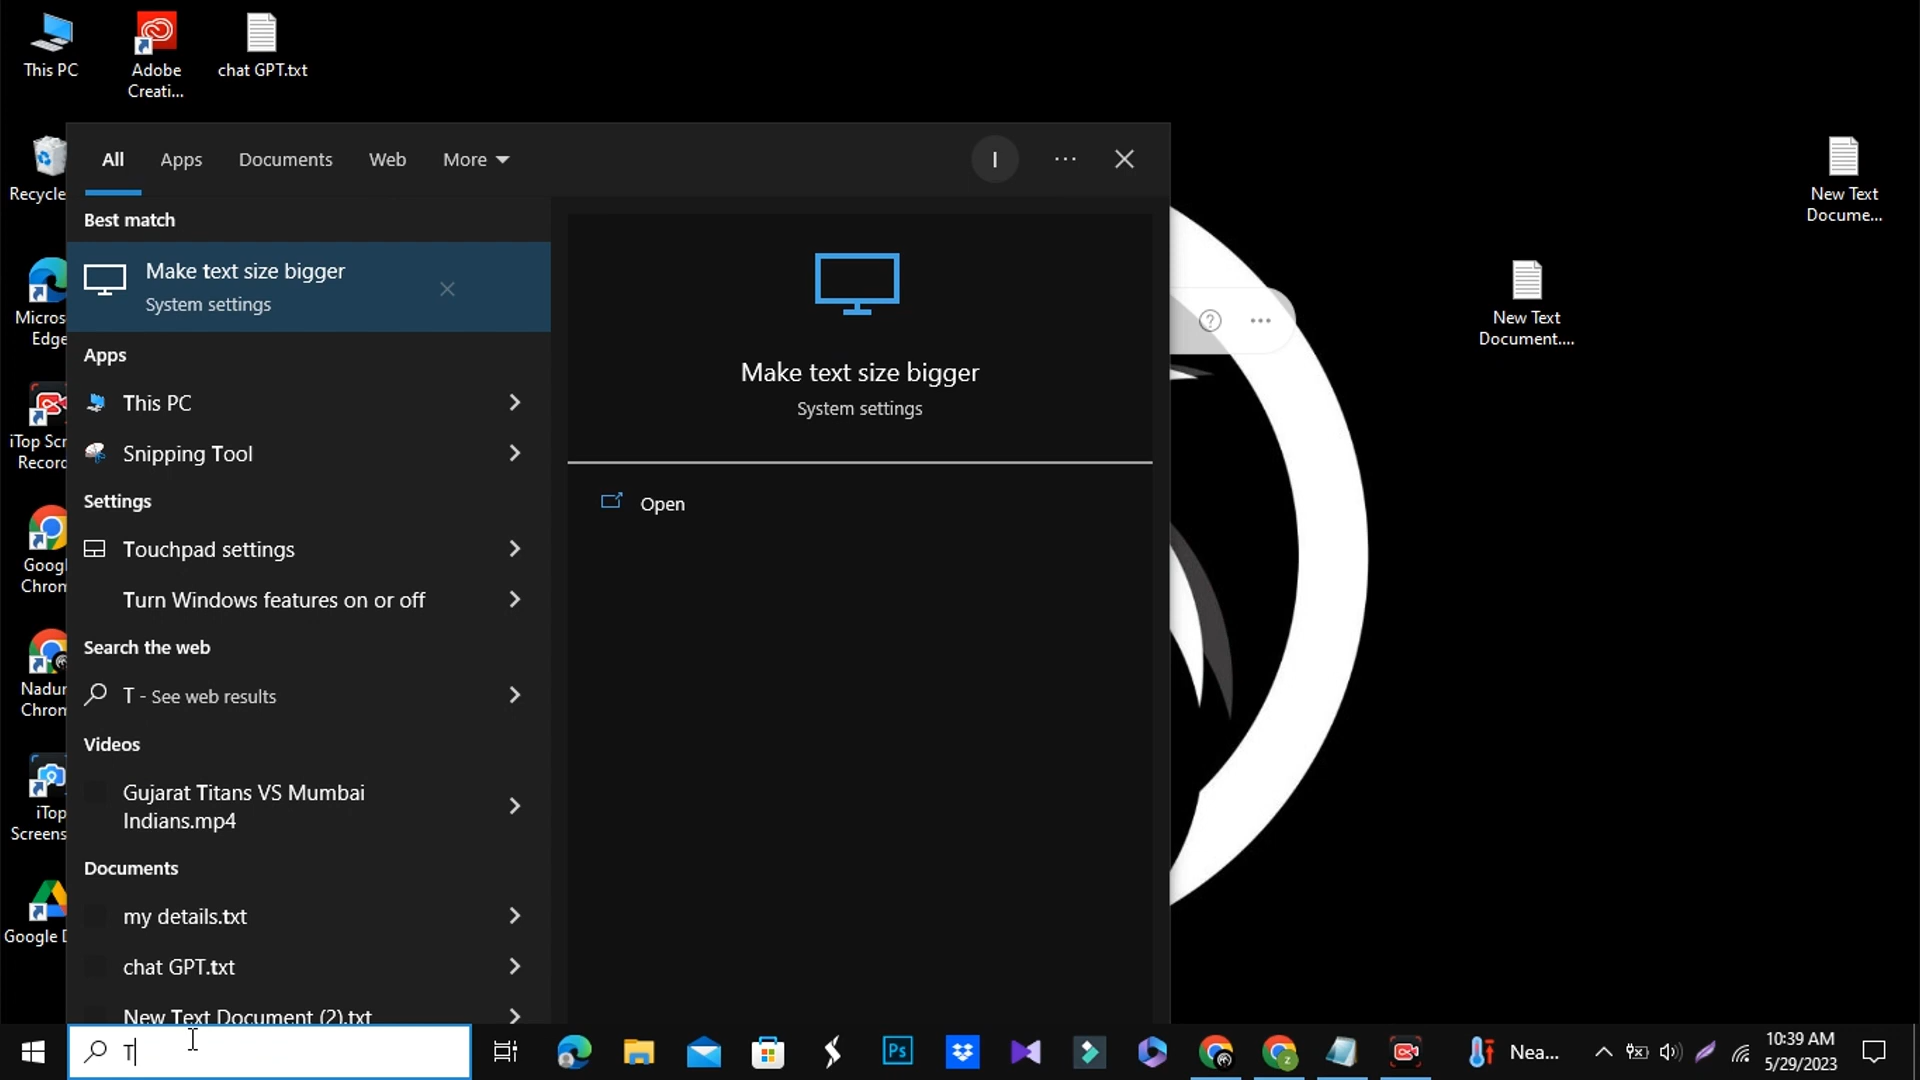 This PC
Adobe
Creati...
chat GPT.txt
Recycle
Micros
Edge
iTop Scr
Record
Goog
Chron
Nadur
Chron
iTop
Screens
Google D
All
Apps
Documents
Web
More
I
Best match
Make text size bigger
System settings
Apps
This PC
Snipping Tool
Settings
Touchpad settings
Turn Windows features on or off
Search the web
T - See web results
Videos
Gujarat Titans VS Mumbai
Indians.mp4
Documents
my details.txt
chat GPT.txt
New Text Document (2).txt
Make text size bigger
System settings
Open
New Text
Docume...
New Text
Document....
T
Ps
Z
Nea...
10:39 AM
5/29/2023